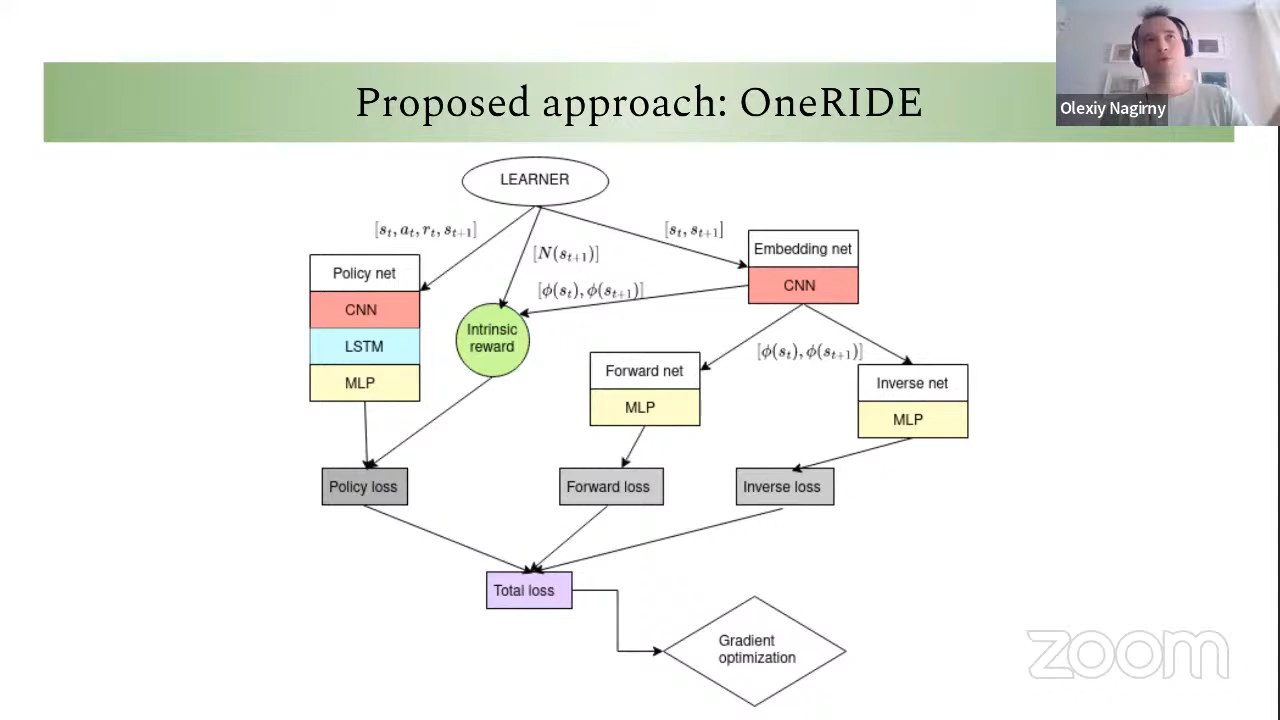 Proposed approach: OneRIDE
Olexiy Nagirny
LEARNER
[s_t, a_t, r_t, s_{t+1}]
[N(s_{t+1})]
[s_t, s_{t+1}]
Embedding net
CNN
[ϕ(s_t), ϕ(s_{t+1})]
Policy net
CNN
LSTM
MLP
Intrinsic
reward
[ϕ(s_t), ϕ(s_{t+1})]
Forward net
MLP
Inverse net
MLP
Policy loss
Forward loss
Inverse loss
Total loss
Gradient
optimization
zoom